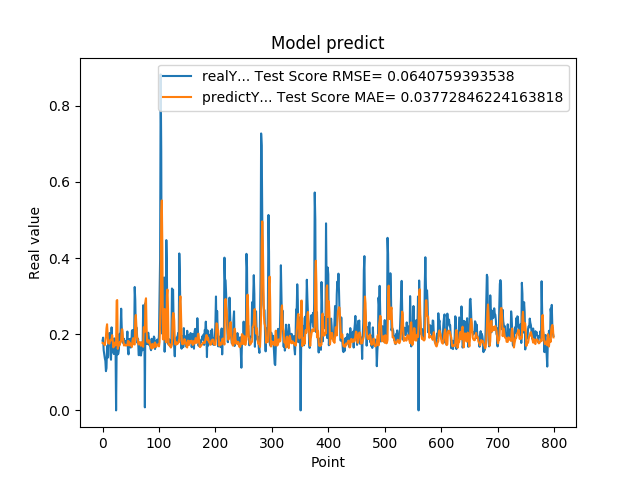 Model predict
realY... Test Score RMSE= 0.0640759393538
predictY... Test Score MAE= 0.03772846224163818
0.8
0.6
0.4
0.2
0.0
Real value
0 100 200 300 400 500 600 700 800
Point